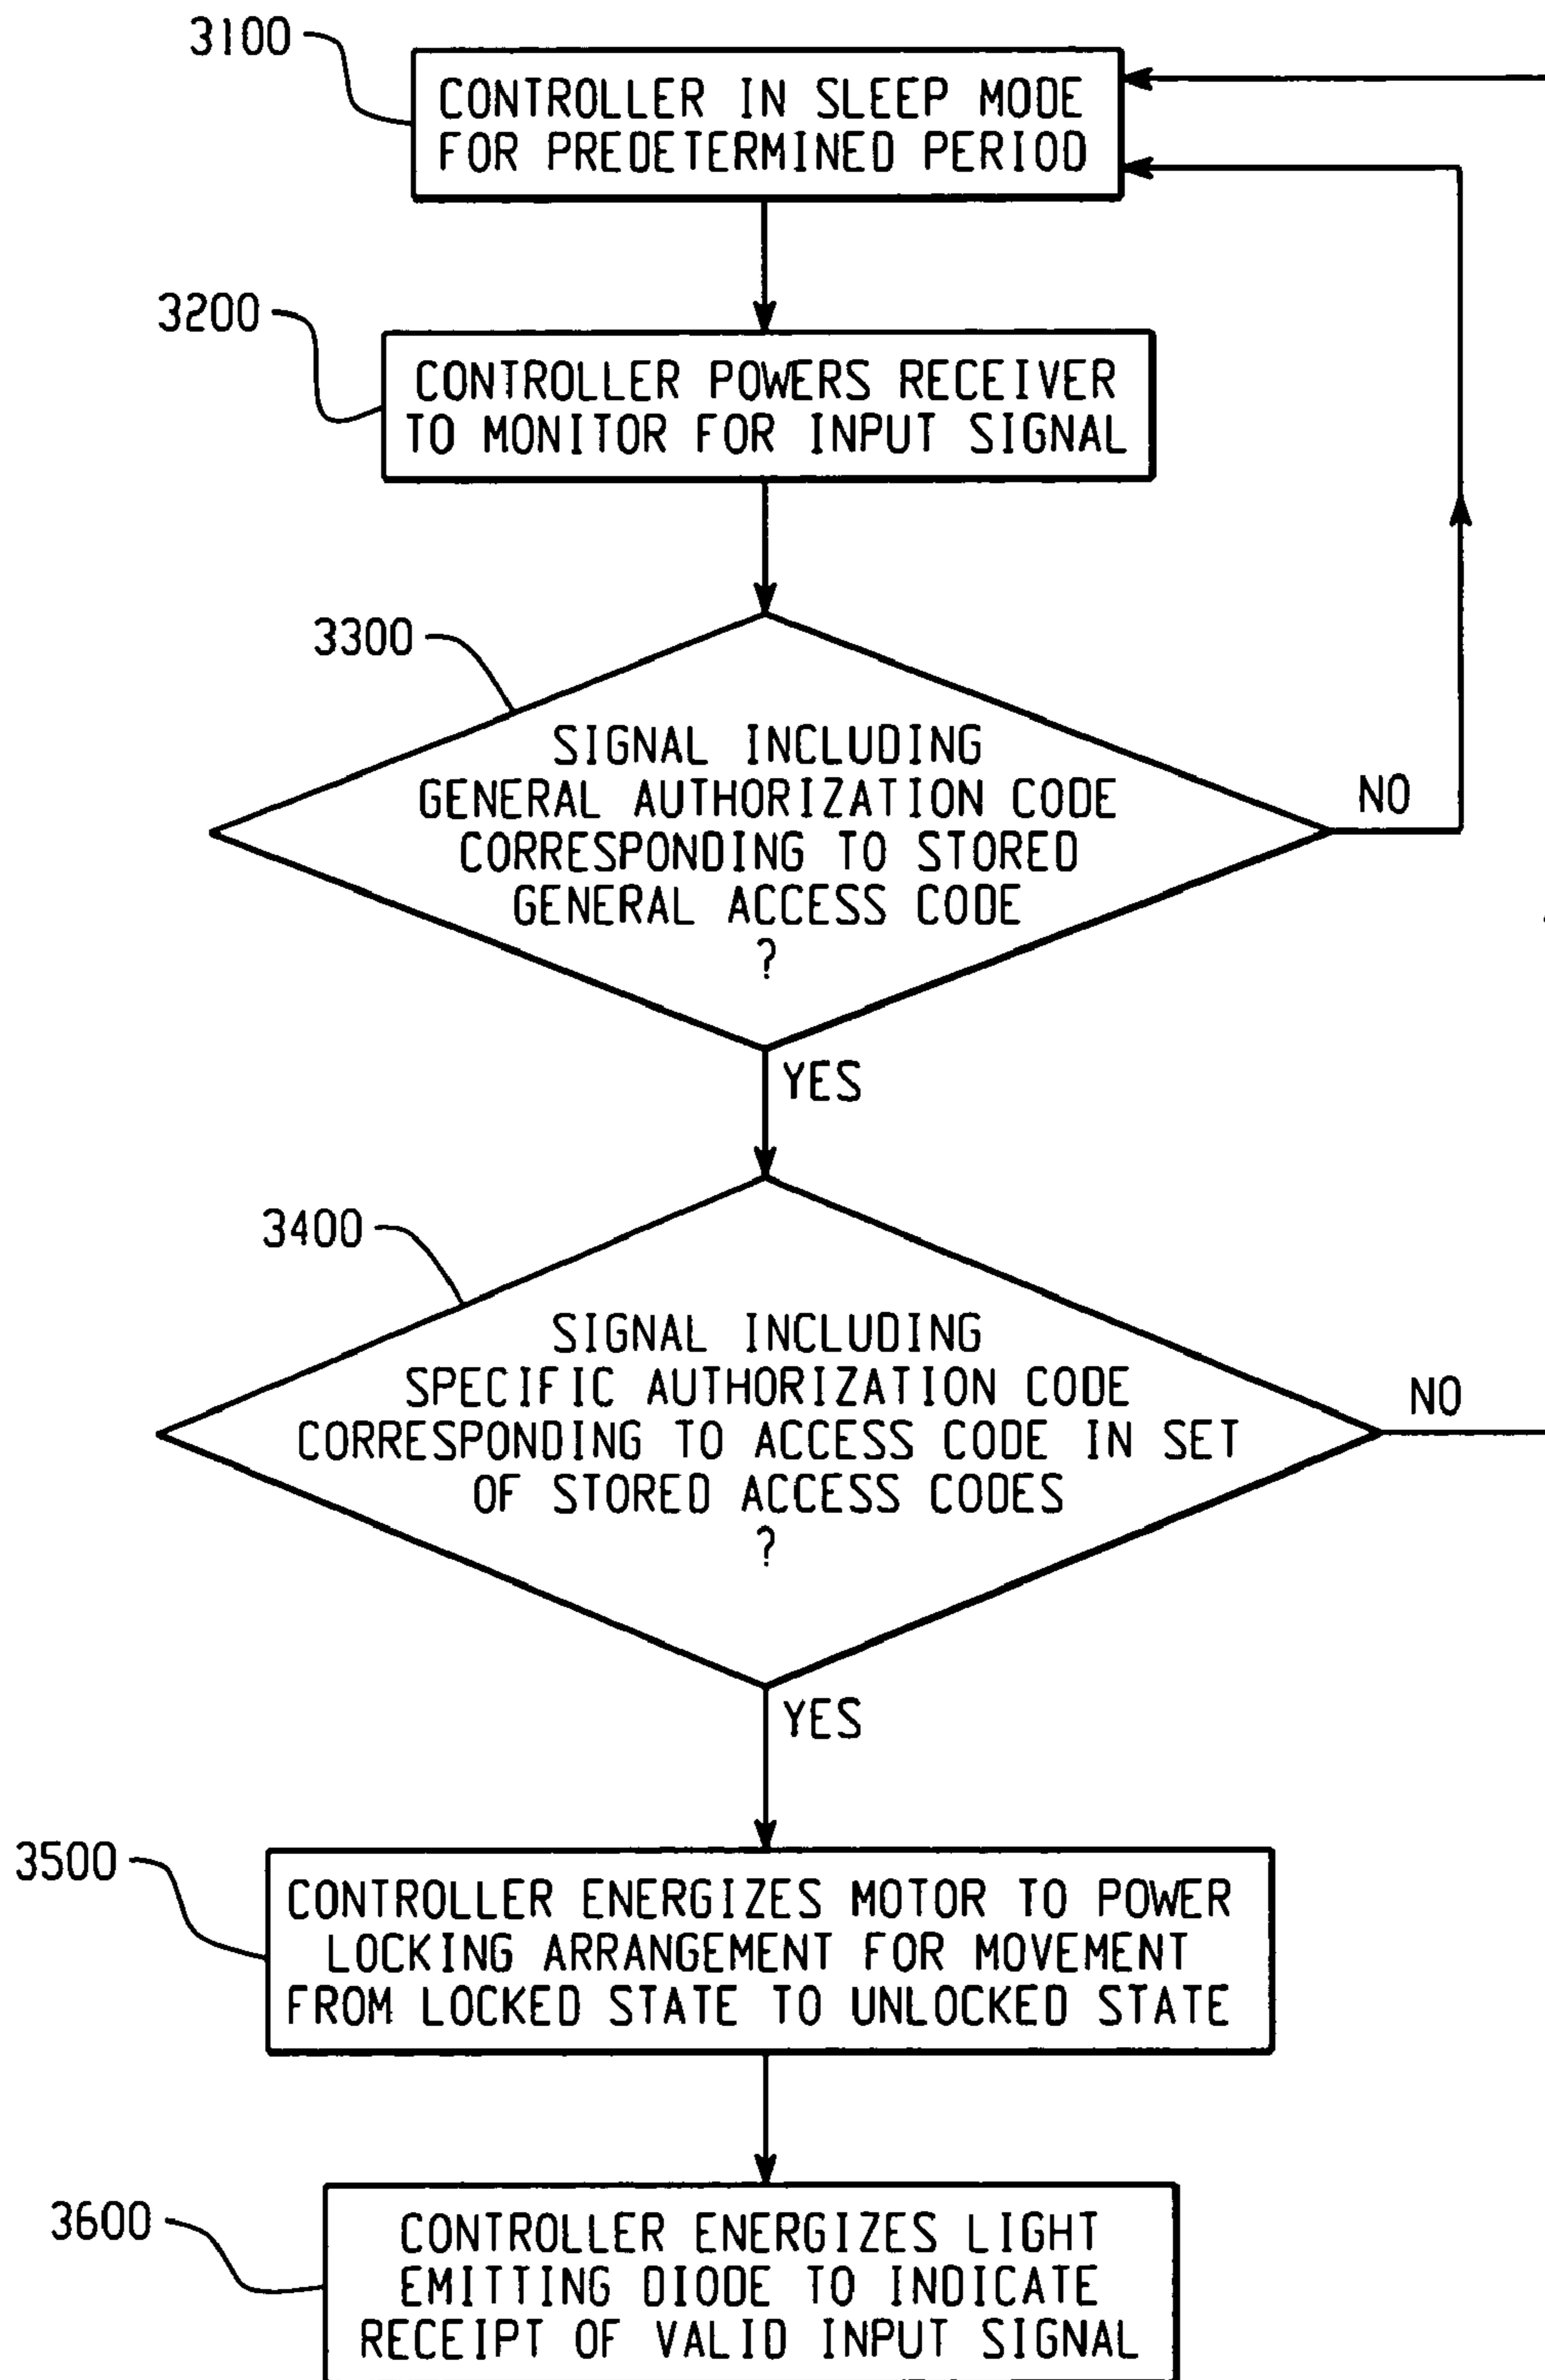 3100
CONTROLLER IN SLEEP MODE
FOR PREDETERMINED PERIOD
3200
CONTROLLER POWERS RECEIVER
TO MONITOR FOR INPUT SIGNAL
3300
SIGNAL INCLUDING
GENERAL AUTHORIZATION CODE
CORRESPONDING TO STORED
GENERAL ACCESS CODE
?
NO
YES
3400
SIGNAL INCLUDING
SPECIFIC AUTHORIZATION CODE
CORRESPONDING TO ACCESS CODE IN SET
OF STORED ACCESS CODES
?
NO
YES
3500
CONTROLLER ENERGIZES MOTOR TO POWER
LOCKING ARRANGEMENT FOR MOVEMENT
FROM LOCKED STATE TO UNLOCKED STATE
3600
CONTROLLER ENERGIZES LIGHT
EMITTING DIODE TO INDICATE
RECEIPT OF VALID INPUT SIGNAL